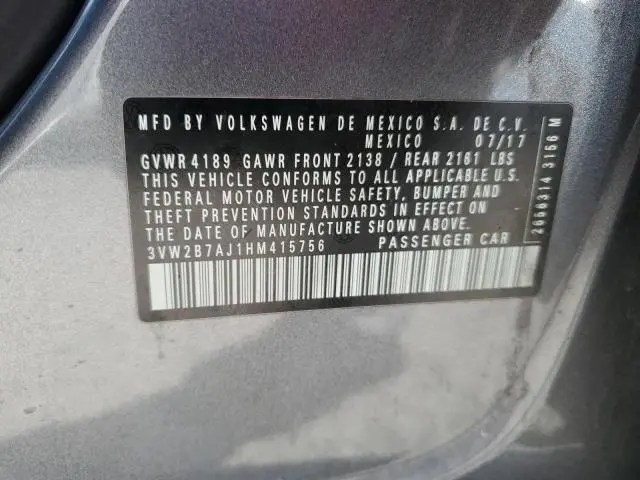 MFD BY VOLKSWAGEN DE MEXICO S.A. DE C.V.
MEXICO 07/17
GVWR 4189 GAWR FRONT 2138 / REAR 2161 LBS
THIS VEHICLE CONFORMS TO ALL APPLICABLE U.S.
FEDERAL MOTOR VEHICLE SAFETY, BUMPER AND
THEFT PREVENTION STANDARDS IN EFFECT ON
THE DATE OF MANUFACTURE SHOWN ABOVE.
3VW2B7AJ1HM415756 PASSENGER CAR
2666314 3156 M